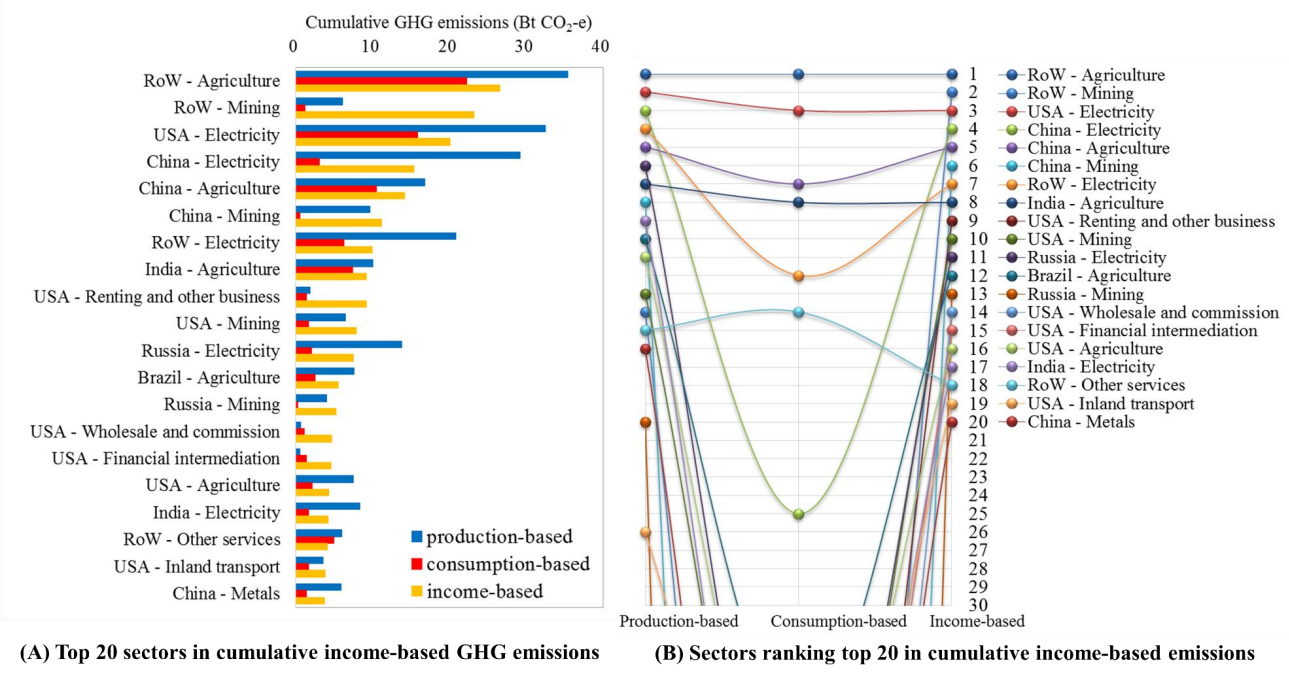 Cumulative GHG emissions (Bt CO₂-e)
0 10 20 30 40
RoW - Agriculture
RoW - Mining
USA - Electricity
China - Electricity
China - Agriculture
China - Mining
RoW - Electricity
India - Agriculture
USA - Renting and other business
USA - Mining
Russia - Electricity
Brazil - Agriculture
Russia - Mining
USA - Wholesale and commission
USA - Financial intermediation
USA - Agriculture
India - Electricity
RoW - Other services
USA - Inland transport
China - Metals
production-based
consumption-based
income-based
(A) Top 20 sectors in cumulative income-based GHG emissions
1 RoW - Agriculture
2 RoW - Mining
3 USA - Electricity
4 China - Electricity
5 China - Agriculture
6 China - Mining
7 RoW - Electricity
8 India - Agriculture
9 USA - Renting and other business
10 USA - Mining
11 Russia - Electricity
12 Brazil - Agriculture
13 Russia - Mining
14 USA - Wholesale and commission
15 USA - Financial intermediation
16 USA - Agriculture
17 India - Electricity
18 RoW - Other services
19 USA - Inland transport
20 China - Metals
21
22
23
24
25
26
27
28
29
30
Production-based Consumption-based Income-based
(B) Sectors ranking top 20 in cumulative income-based emissions